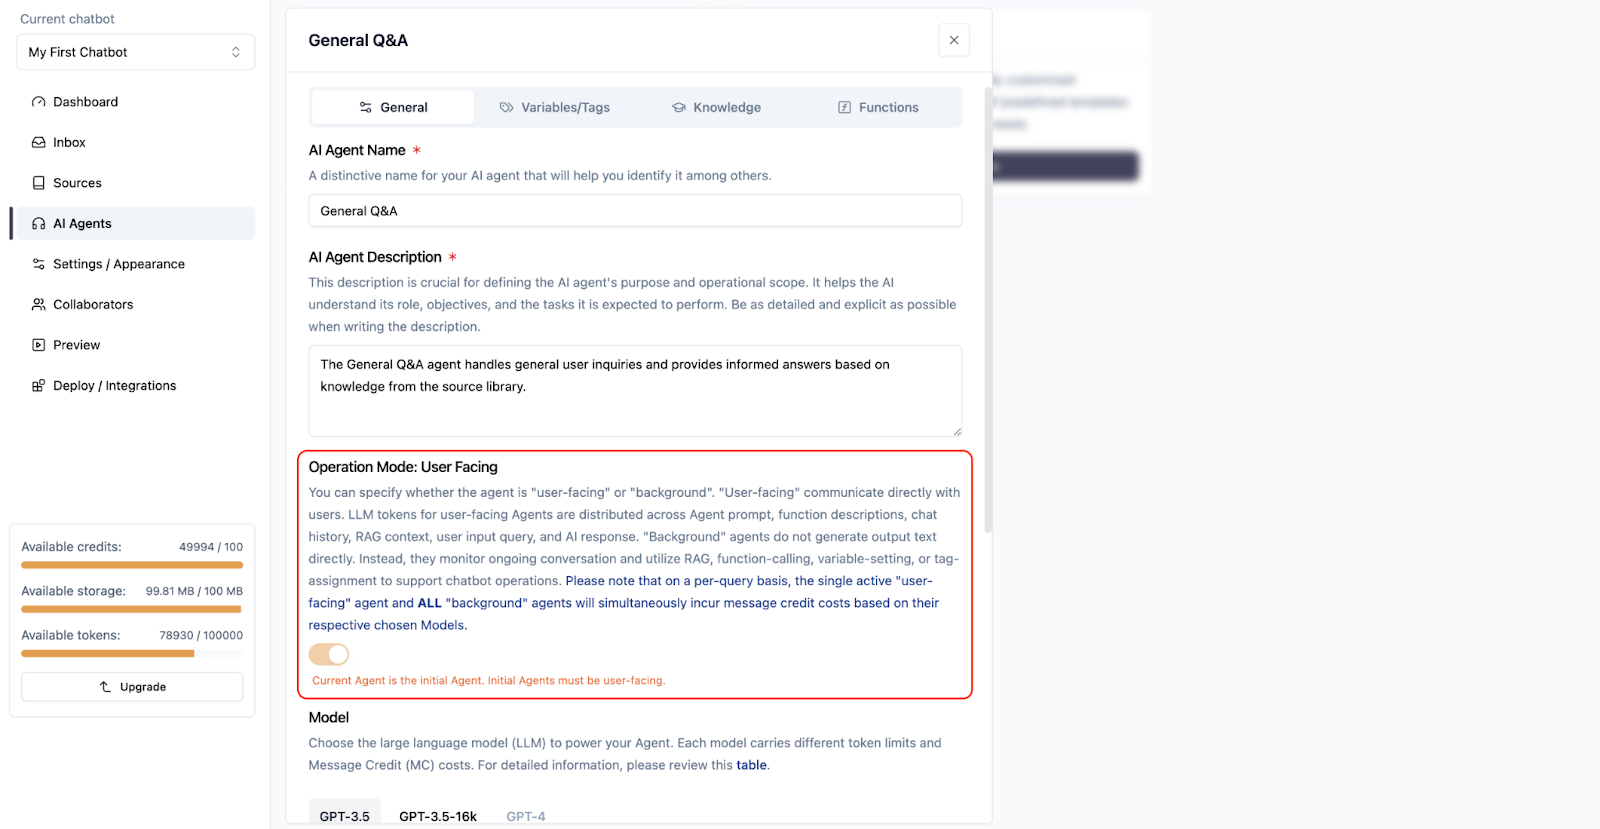 Current chatbot
My First Chatbot
Dashboard
Inbox
Sources
AI Agents
Settings / Appearance
Collaborators
Preview
Deploy / Integrations
Available credits: 49994 / 100
Available storage: 99.81 MB / 100 MB
Available tokens: 78930 / 100000
Upgrade
General Q&A
General Variables/Tags Knowledge Functions
AI Agent Name *
A distinctive name for your AI agent that will help you identify it among others.
General Q&A
AI Agent Description *
This description is crucial for defining the AI agent's purpose and operational scope. It helps the AI
understand its role, objectives, and the tasks it is expected to perform. Be as detailed and explicit as possible
when writing the description.
The General Q&A agent handles general user inquiries and provides informed answers based on
knowledge from the source library.
Operation Mode: User Facing
You can specify whether the agent is "user-facing" or "background". "User-facing" communicate directly with
users. LLM tokens for user-facing Agents are distributed across Agent prompt, function descriptions, chat
history, RAG context, user input query, and AI response. "Background" agents do not generate output text
directly. Instead, they monitor ongoing conversation and utilize RAG, function-calling, variable-setting, or tag-
assignment to support chatbot operations. Please note that on a per-query basis, the single active "user-
facing" agent and ALL "background" agents will simultaneously incur message credit costs based on their
respective chosen Models.
Current Agent is the initial Agent. Initial Agents must be user-facing.
Model
Choose the large language model (LLM) to power your Agent. Each model carries different token limits and
Message Credit (MC) costs. For detailed information, please review this table.
GPT-3.5 GPT-3.5-16k GPT-4
customized
predefined templates